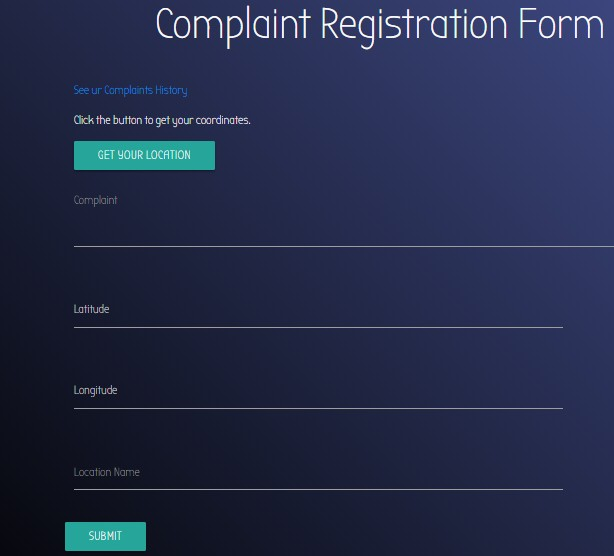 Complaint Registration Form
See ur Complaints History
Click the button to get your coordinates.
GET YOUR LOCATION
Complaint
Latitude
Longitude
Location Name
SUBMIT